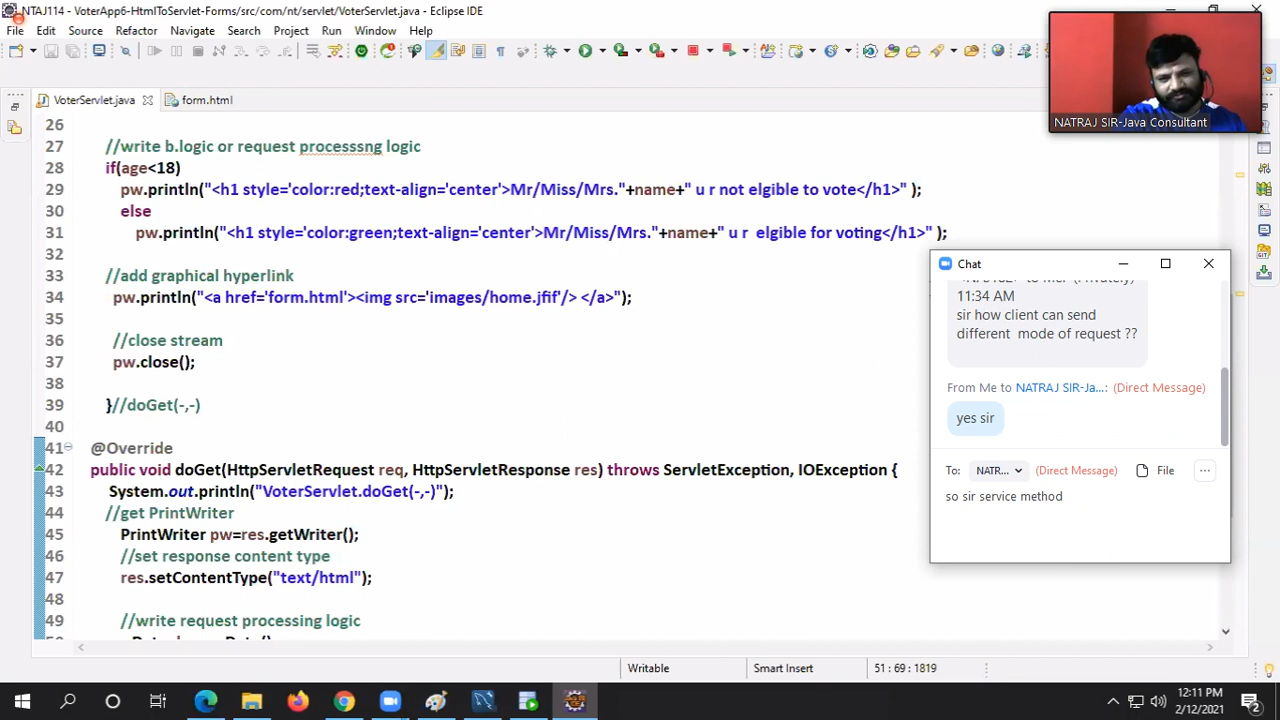 NTAJ114 - VoterApp6-HtmlToServlet-Forms/src/com/nt/servlet/VoterServlet.java - Eclipse IDE
File Edit Source Refactor Navigate Search Project Run Window Help
NATRAJ SIR-Java Consultant
VoterServlet.java form.html
26
27 //write b.logic or request processsng logic
28 if(age<18)
29 pw.println("<h1 style='color:red;text-align='center'>Mr/Miss/Mrs."+name+" u r not elgible to vote</h1>" );
30 else
31 pw.println("<h1 style='color:green;text-align='center'>Mr/Miss/Mrs."+name+" u r  elgible for voting</h1>" );
32
33 //add graphical hyperlink
34 pw.println("<a href='form.html'><img src='images/home.jfif'/> </a>");
35
36 //close stream
37 pw.close();
38
39 }//doGet(-,-)
40
41 @Override
42 public void doGet(HttpServletRequest req, HttpServletResponse res) throws ServletException, IOException {
43 System.out.println("VoterServlet.doGet(-,-)");
44 //get PrintWriter
45 PrintWriter pw=res.getWriter();
46 //set response content type
47 res.setContentType("text/html");
48
49 //write request processing logic
Chat
11:34 AM
sir how client can send
different  mode of request ??
From Me to NATRAJ SIR-Ja...: (Direct Message)
yes sir
To: NATR... (Direct Message) File ...
so sir service method
Writable Smart Insert 51 : 69 : 1819
12:11 PM
2/12/2021
2